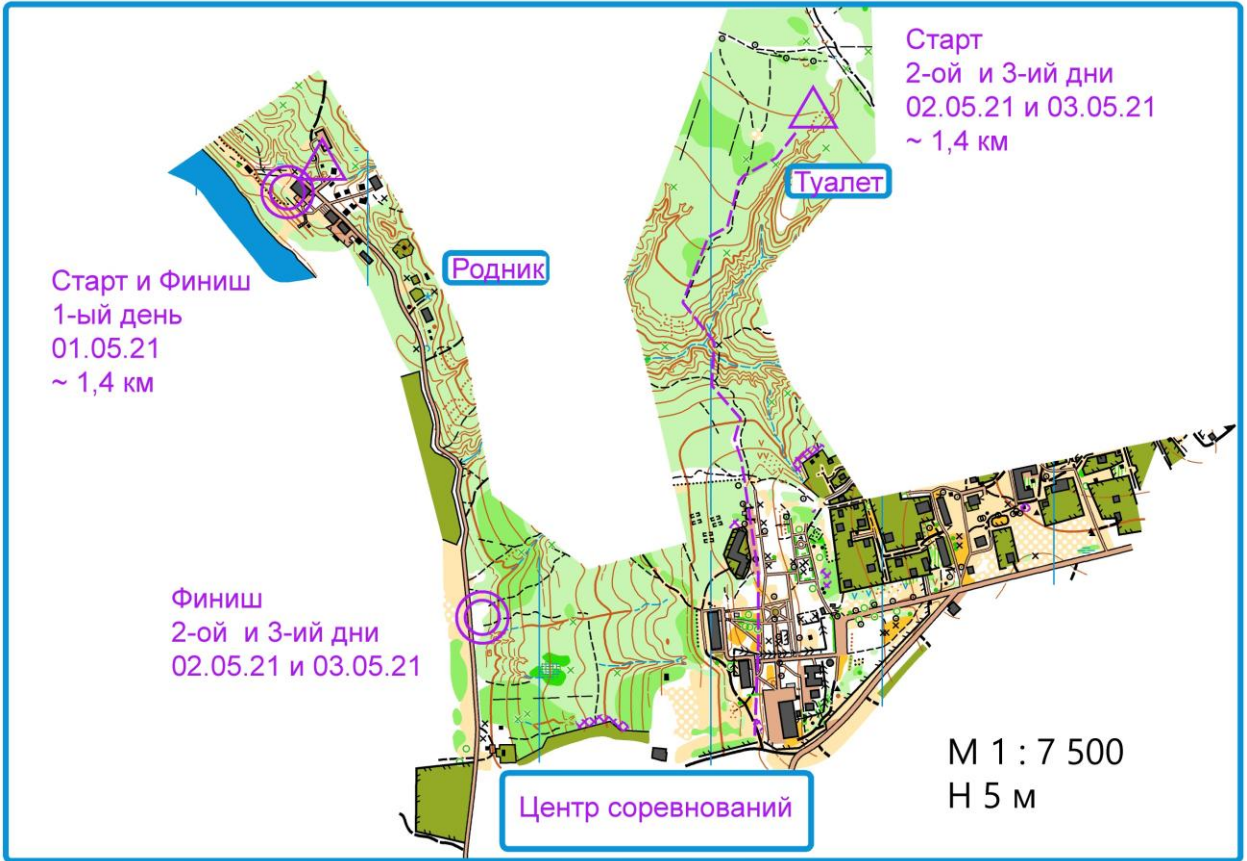 Старт
2-ой и 3-ий дни
02.05.21 и 03.05.21
~ 1,4 км
Туалет
Родник
Старт и Финиш
1-ый день
01.05.21
~ 1,4 км
Финиш
2-ой и 3-ий дни
02.05.21 и 03.05.21
М 1 : 7 500
Н 5 м
Центр соревнований